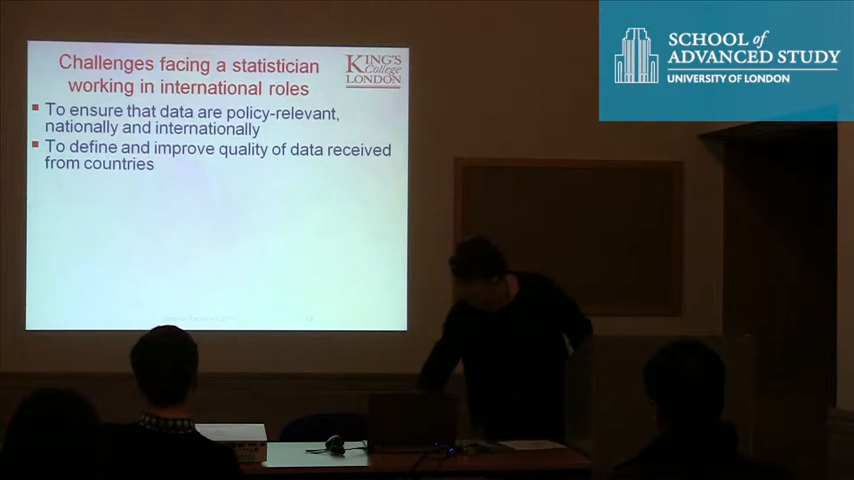 Challenges facing a statistician
working in international roles
KING'S
College
LONDON
To ensure that data are policy-relevant,
nationally and internationally
To define and improve quality of data received
from countries
SCHOOL of
ADVANCED STUDY
UNIVERSITY OF LONDON